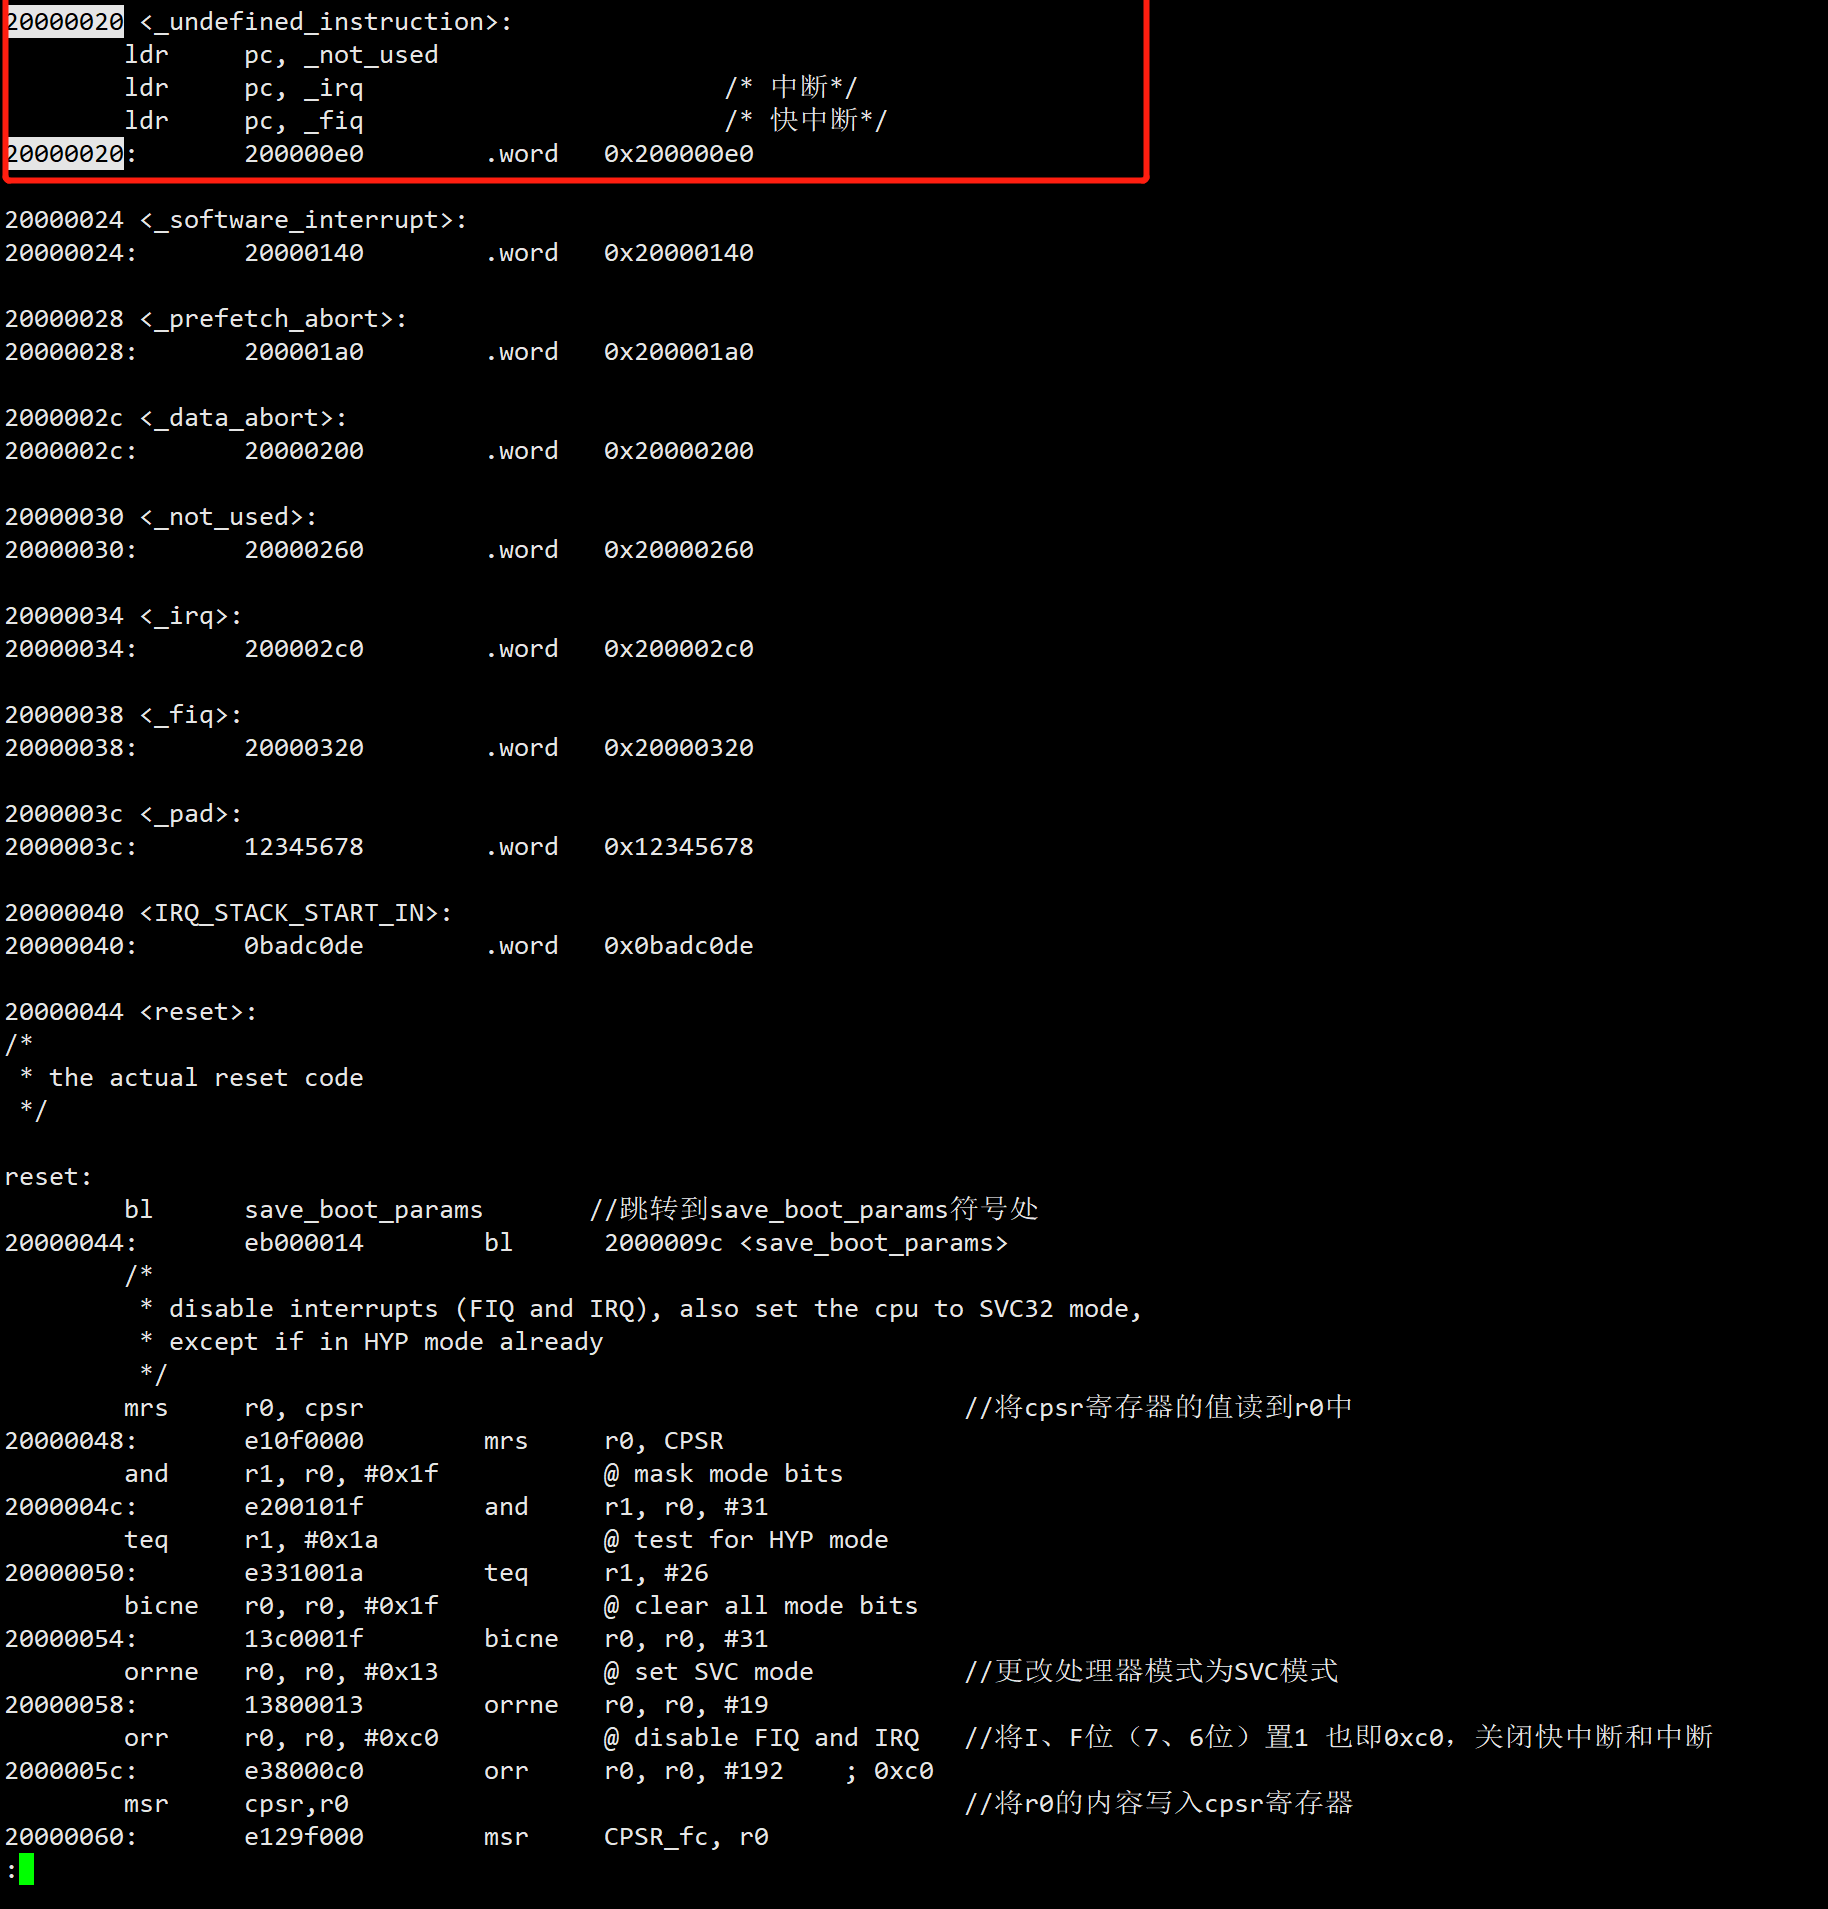 20000020 <_undefined_instruction>:
        ldr     pc, _not_used
        ldr     pc, _irq                        /* 中断*/
        ldr     pc, _fiq                        /* 快中断*/
20000020:       200000e0        .word   0x200000e0
20000024 <_software_interrupt>:
20000024:       20000140        .word   0x20000140
20000028 <_prefetch_abort>:
20000028:       200001a0        .word   0x200001a0
2000002c <_data_abort>:
2000002c:       20000200        .word   0x20000200
20000030 <_not_used>:
20000030:       20000260        .word   0x20000260
20000034 <_irq>:
20000034:       200002c0        .word   0x200002c0
20000038 <_fiq>:
20000038:       20000320        .word   0x20000320
2000003c <_pad>:
2000003c:       12345678        .word   0x12345678
20000040 <IRQ_STACK_START_IN>:
20000040:       0badc0de        .word   0x0badc0de
20000044 <reset>:
/*
 * the actual reset code
 */
reset:
        bl      save_boot_params       //跳转到save_boot_params符号处
20000044:       eb000014        bl      2000009c <save_boot_params>
        /*
         * disable interrupts (FIQ and IRQ), also set the cpu to SVC32 mode,
         * except if in HYP mode already
         */
        mrs     r0, cpsr                                        //将cpsr寄存器的值读到r0中
20000048:       e10f0000        mrs     r0, CPSR
        and     r1, r0, #0x1f           @ mask mode bits
2000004c:       e200101f        and     r1, r0, #31
        teq     r1, #0x1a               @ test for HYP mode
20000050:       e331001a        teq     r1, #26
        bicne   r0, r0, #0x1f           @ clear all mode bits
20000054:       13c0001f        bicne   r0, r0, #31
        orrne   r0, r0, #0x13           @ set SVC mode          //更改处理器模式为SVC模式
20000058:       13800013        orrne   r0, r0, #19
        orr     r0, r0, #0xc0           @ disable FIQ and IRQ   //将I、F位（7、6位）置1 也即0xc0，关闭快中断和中断
2000005c:       e38000c0        orr     r0, r0, #192    ; 0xc0
        msr     cpsr,r0                                         //将r0的内容写入cpsr寄存器
20000060:       e129f000        msr     CPSR_fc, r0
: